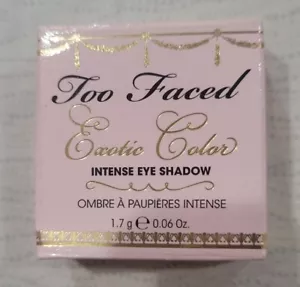 Too Faced
Exotic Color
INTENSE EYE SHADOW
OMBRE À PAUPIÈRES INTENSE
1.7 g ℮ 0.06 Oz.